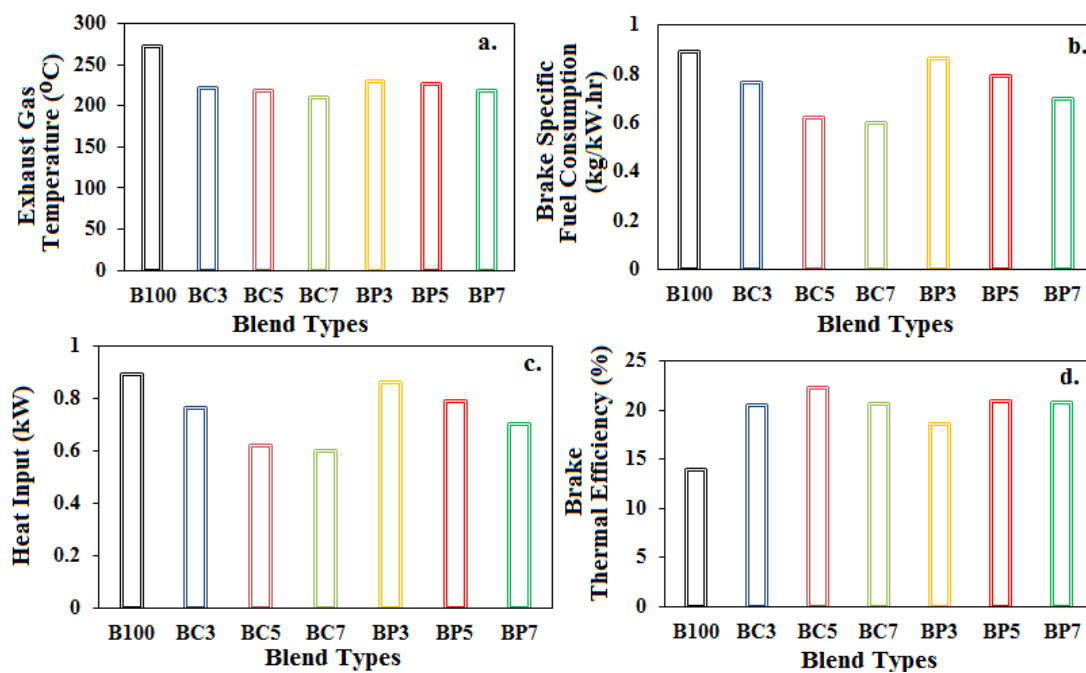 a.
Exhaust Gas
Temperature (⁰C)
300
250
200
150
100
50
0
B100 BC3 BC5 BC7 BP3 BP5 BP7
Blend Types
b.
Brake Specific
Fuel Consumption
(kg/kW.hr)
1
0.8
0.6
0.4
0.2
0
B100 BC3 BC5 BC7 BP3 BP5 BP7
Blend Types
c.
Heat Input (kW)
1
0.8
0.6
0.4
0.2
0
B100 BC3 BC5 BC7 BP3 BP5 BP7
Blend Types
d.
Brake
Thermal Efficiency (%)
25
20
15
10
5
0
B100 BC3 BC5 BC7 BP3 BP5 BP7
Blend Types